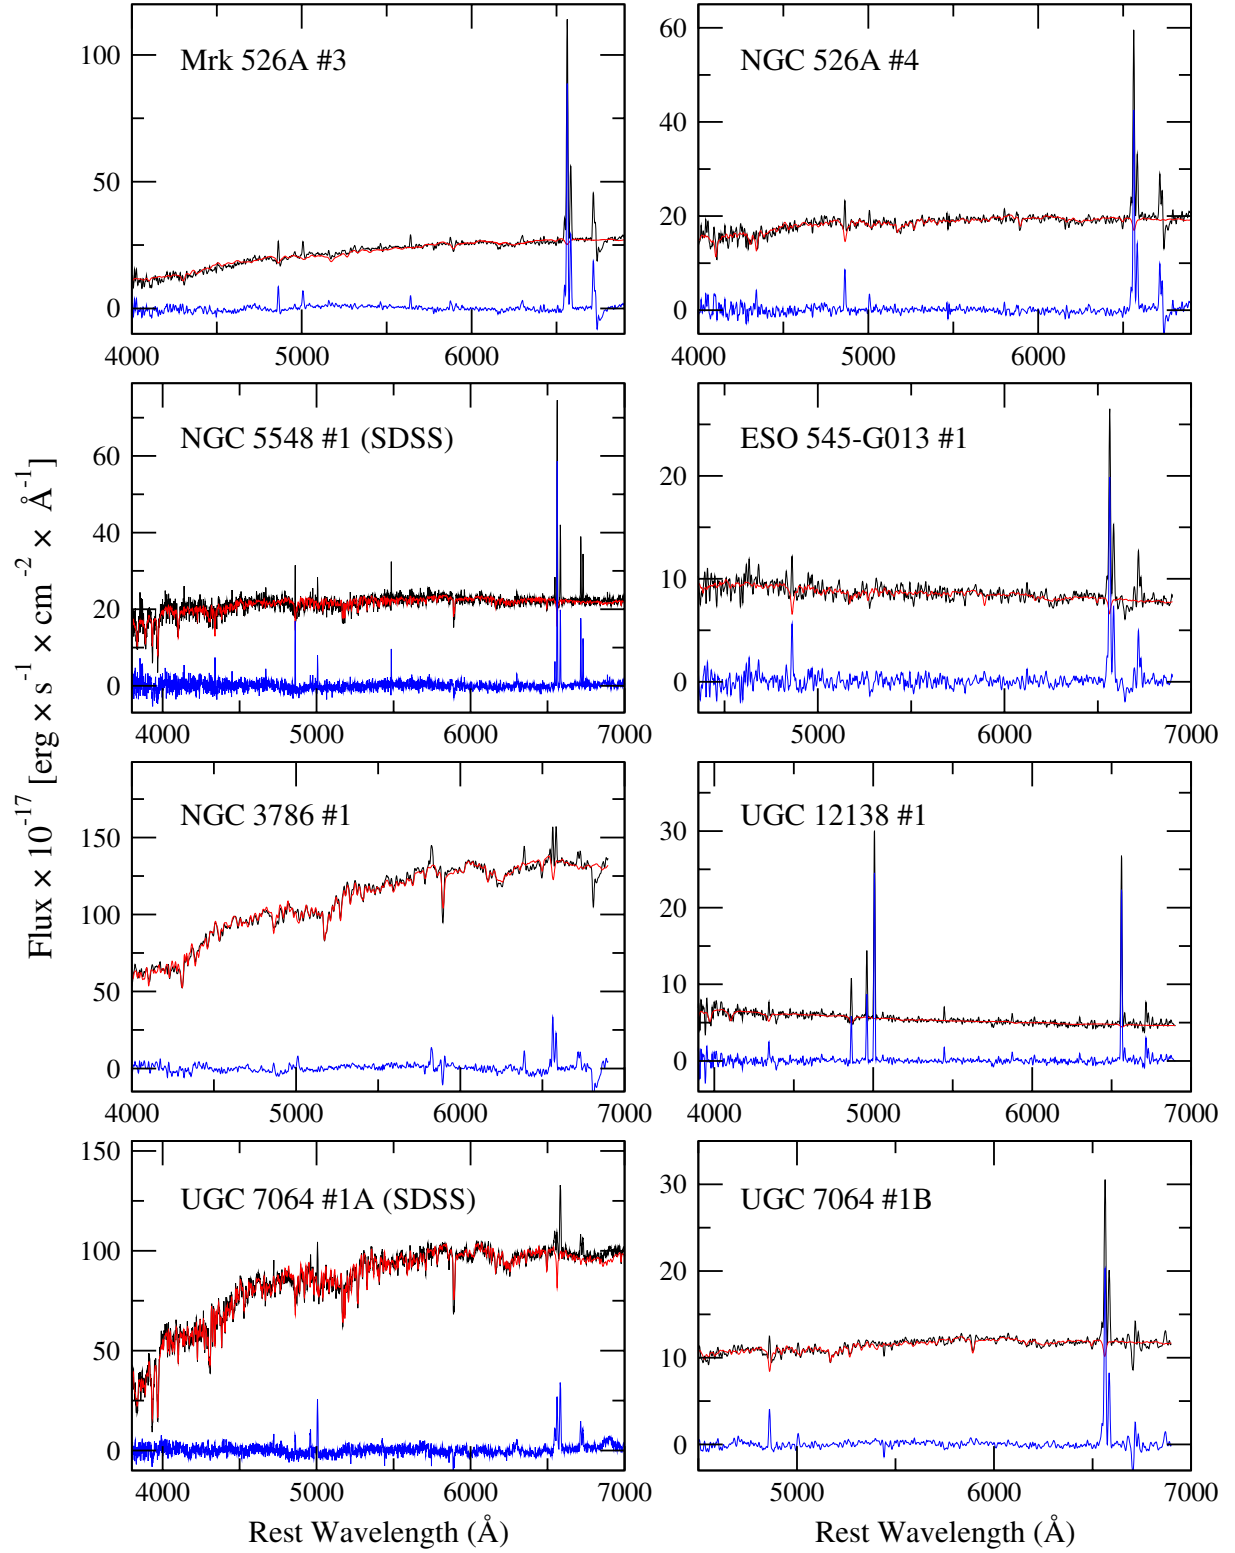 Mrk 526A #3
100
50
0
4000 5000 6000
NGC 526A #4
60
40
20
0
4000 5000 6000
NGC 5548 #1 (SDSS)
60
40
20
0
4000 5000 6000 7000
ESO 545-G013 #1
20
10
0
5000 6000 7000
NGC 3786 #1
150
100
50
0
4000 5000 6000 7000
UGC 12138 #1
30
20
10
0
4000 5000 6000 7000
UGC 7064 #1A (SDSS)
150
100
50
0
4000 5000 6000 7000
UGC 7064 #1B
30
20
10
0
5000 6000 7000
Rest Wavelength (Å)
Rest Wavelength (Å)
Flux × 10^-17 [erg × s^-1 × cm^-2 × Å^-1]